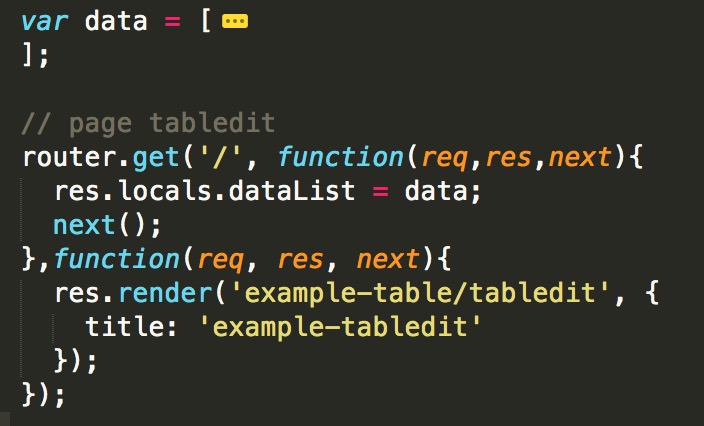 var data = [ ...
];
// page tabledit
router.get('/', function(req,res,next){
  res.locals.dataList = data;
  next();
},function(req, res, next){
  res.render('example-table/tabledit', {
    title: 'example-tabledit'
  });
});